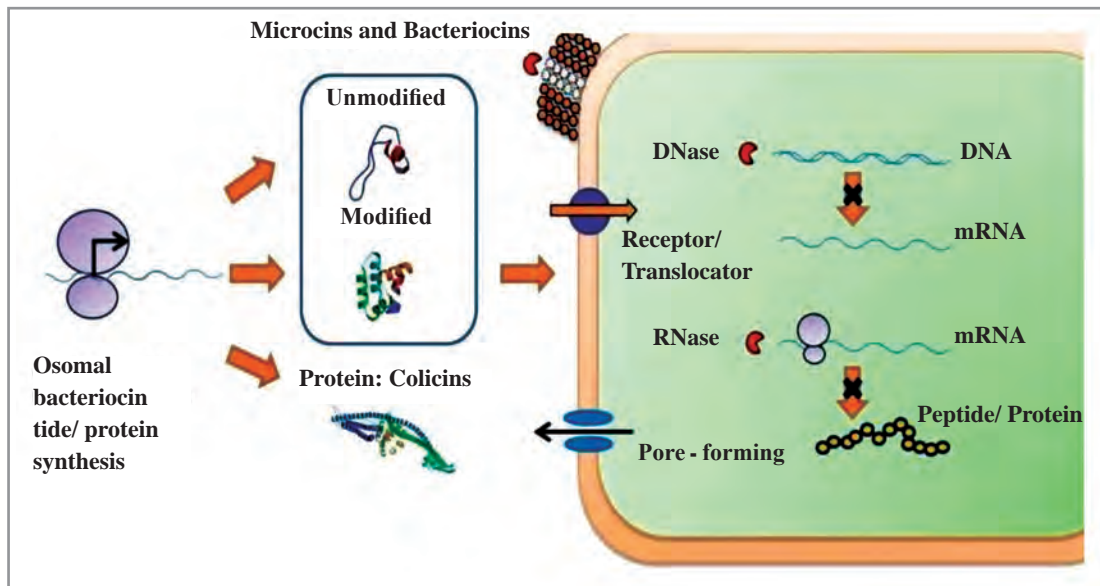 Microcins and Bacteriocins
Unmodified
Modified
Protein: Colicins
Osomal
bacteriocin
tide/ protein
synthesis
DNase
DNA
mRNA
Receptor/
Translocator
RNase
mRNA
Peptide/ Protein
Pore - forming